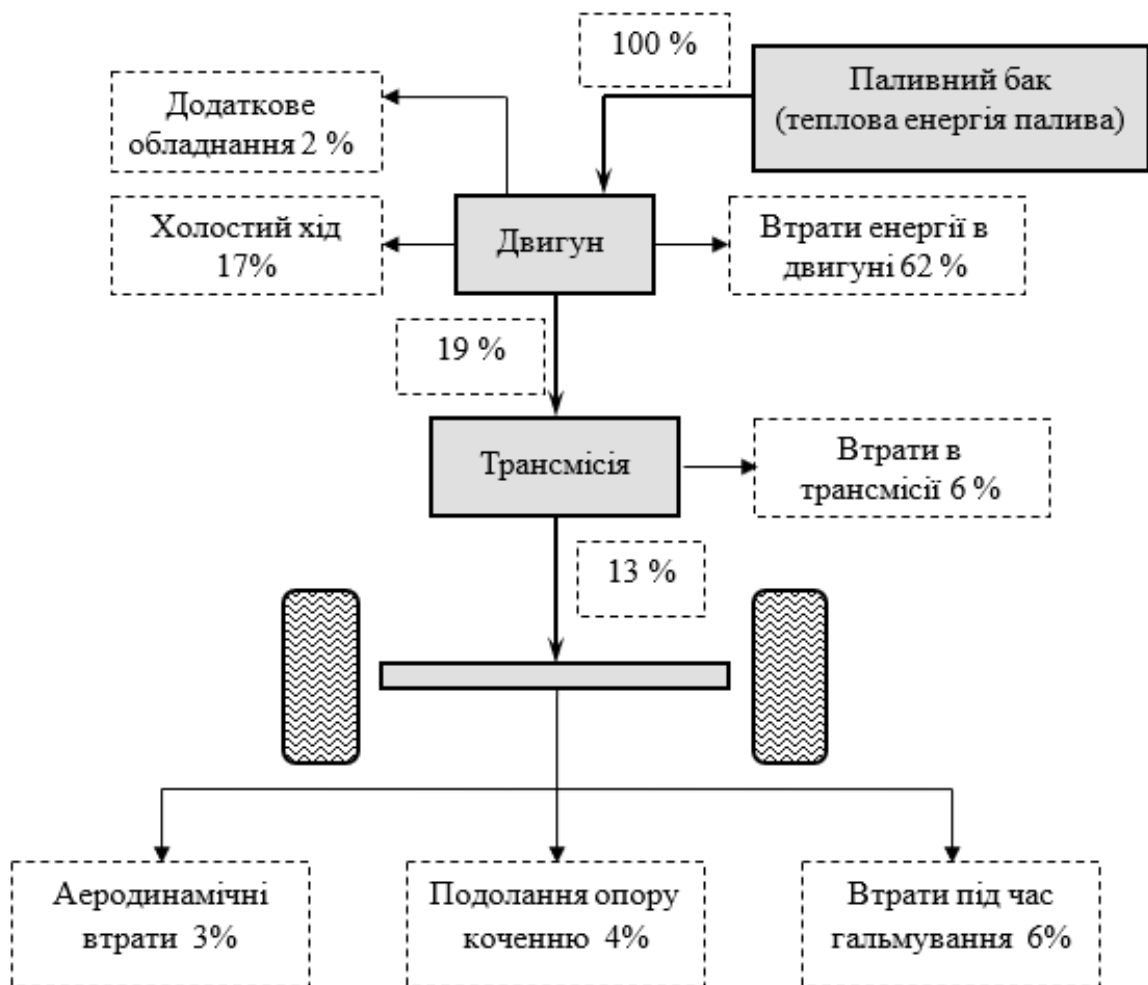 100 %
Паливний бак
(теплова енергія палива)
Додаткове
обладнання 2 %
Холостий хід
17%
Двигун
Втрати енергії в
двигуні 62 %
19 %
Трансмісія
Втрати в
трансмісії 6 %
13 %
Аеродинамічні
втрати 3%
Подолання опору
коченню 4%
Втрати під час
гальмування 6%